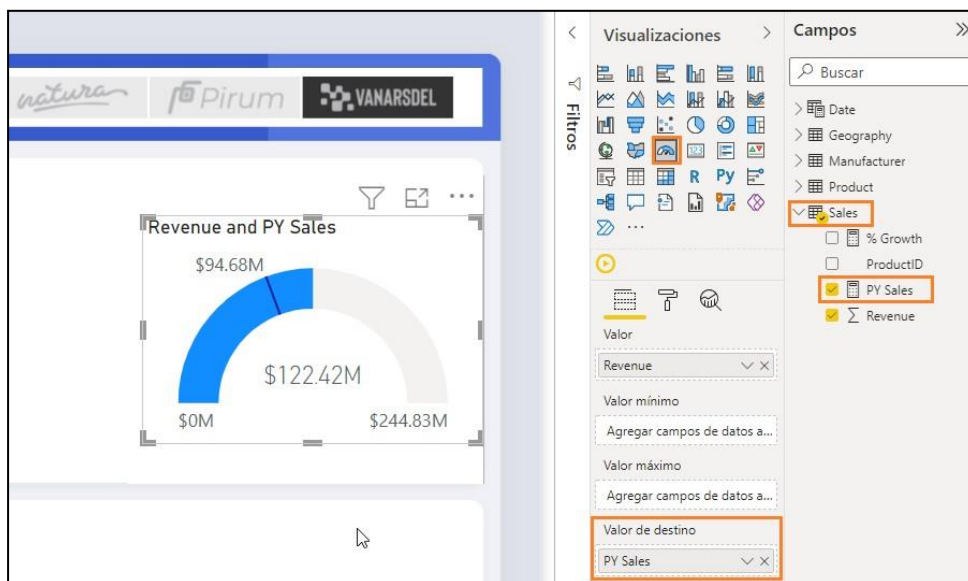 natura
Pirum
VANARSDEL
Revenue and PY Sales
$94.68M
$122.42M
$0M
$244.83M
Filtros
Visualizaciones
123
R
Py
...
Valor
Revenue
Valor mínimo
Agregar campos de datos a...
Valor máximo
Agregar campos de datos a...
Valor de destino
PY Sales
Campos
Buscar
Date
Geography
Manufacturer
Product
Sales
% Growth
ProductID
PY Sales
Revenue